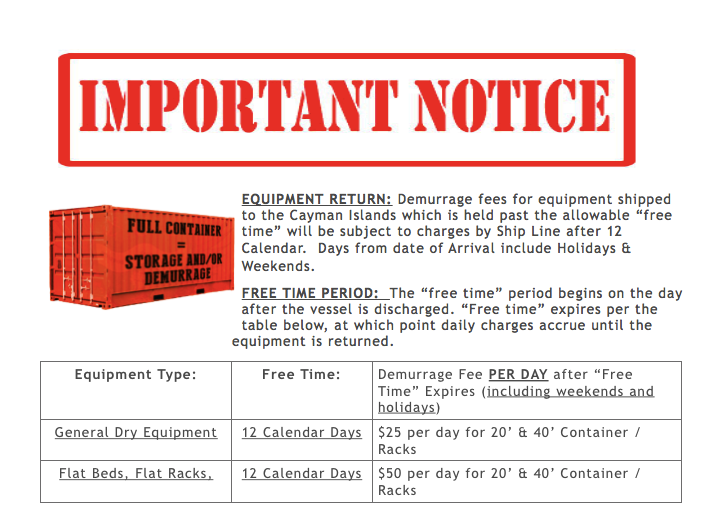 IMPORTANT NOTICE
EQUIPMENT RETURN: Demurrage fees for equipment shipped
to the Cayman Islands which is held past the allowable “free
time” will be subject to charges by Ship Line after 12
Calendar.  Days from date of Arrival include Holidays &
Weekends.
FULL CONTAINER
=
STORAGE AND/OR
DEMURRAGE
FREE TIME PERIOD:  The “free time” period begins on the day
after the vessel is discharged. “Free time” expires per the
table below, at which point daily charges accrue until the
equipment is returned.
Equipment Type:
Free Time:
Demurrage Fee PER DAY after “Free
Time” Expires (including weekends and
holidays)
General Dry Equipment
12 Calendar Days
$25 per day for 20’ & 40’ Container /
Racks
Flat Beds, Flat Racks,
12 Calendar Days
$50 per day for 20’ & 40’ Container /
Racks